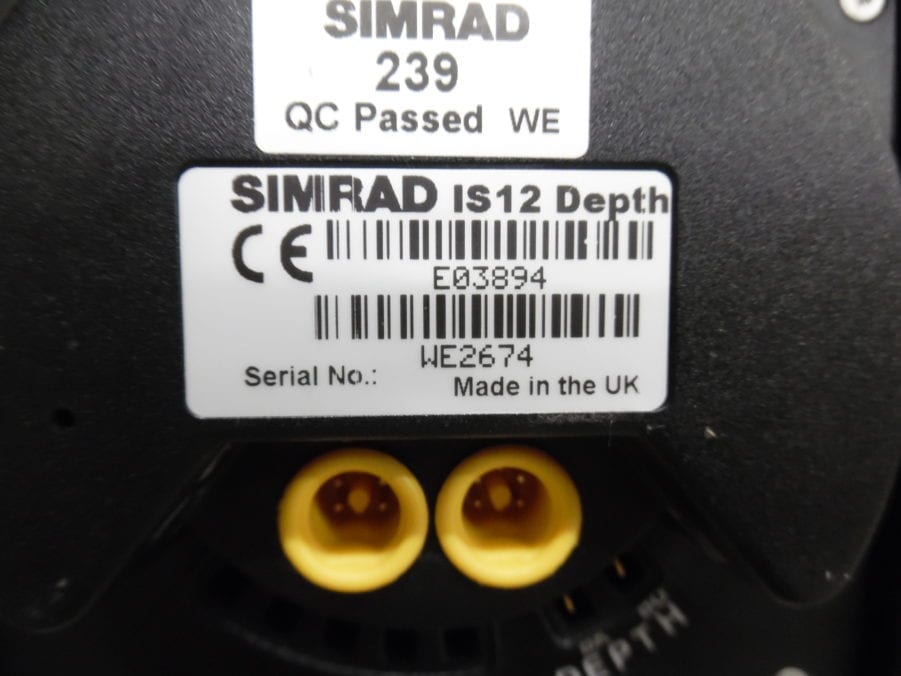 SIMRAD
239
QC Passed WE
SIMRAD IS12 Depth
CE
E03894
WE2674
Serial No.:
Made in the UK
DEPTH